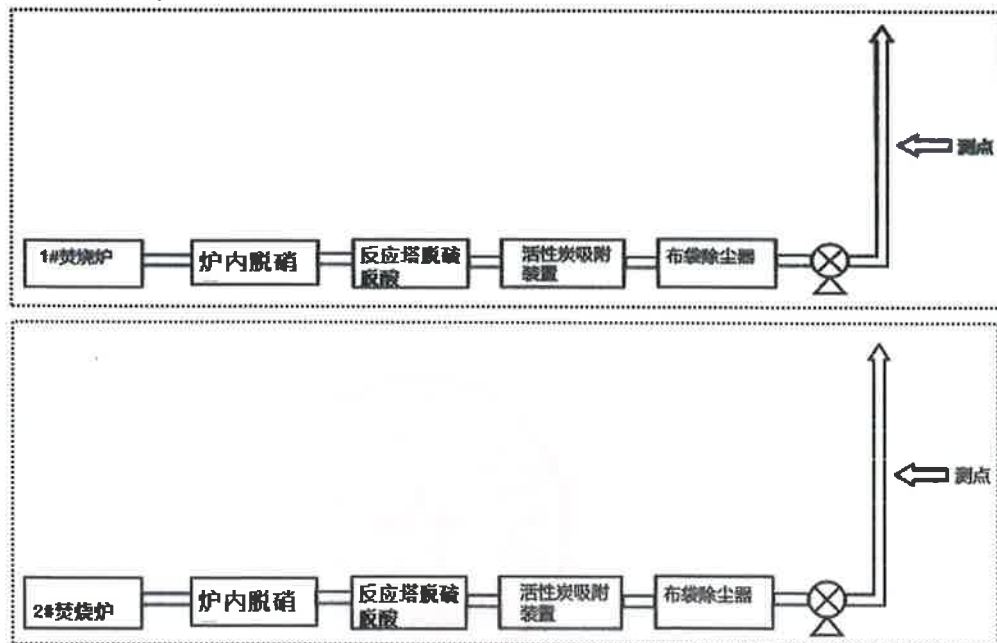 测点
1#焚烧炉
炉内脱硝
反应塔脱硫
脱酸
活性炭吸附
装置
布袋除尘器
测点
2#焚烧炉
炉内脱硝
反应塔脱硫
脱酸
活性炭吸附
装置
布袋除尘器